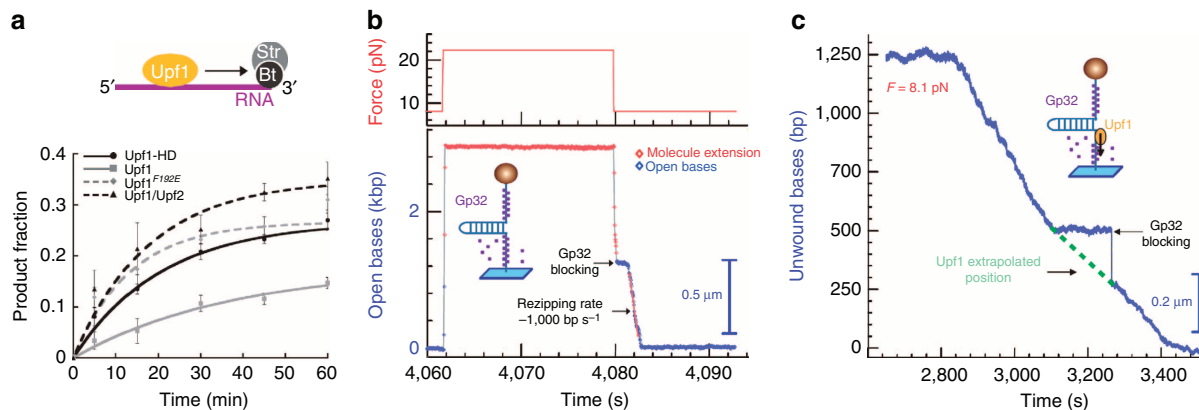 a
Str
Upf1
Bt
5′
3′
RNA
Upf1-HD
Upf1
Upf1F192E
Upf1/Upf2
0.4
0.3
0.2
0.1
0.0
Product fraction
0
10
20
30
40
50
60
Time (min)
b
Force (pN)
20
10
Molecule extension
Open bases
Gp32
Gp32
blocking
Rezipping rate
–1,000 bp s–1
0.5 µm
Open bases (kbp)
2
0
4,060
4,070
4,080
4,090
Time (s)
c
1,250
1,000
700
500
250
0
Unwound bases (bp)
F = 8.1 pN
Gp32
Upf1
Gp32
blocking
Upf1 extrapolated
position
0.2 µm
2,800
3,000
3,200
3,400
Time (s)